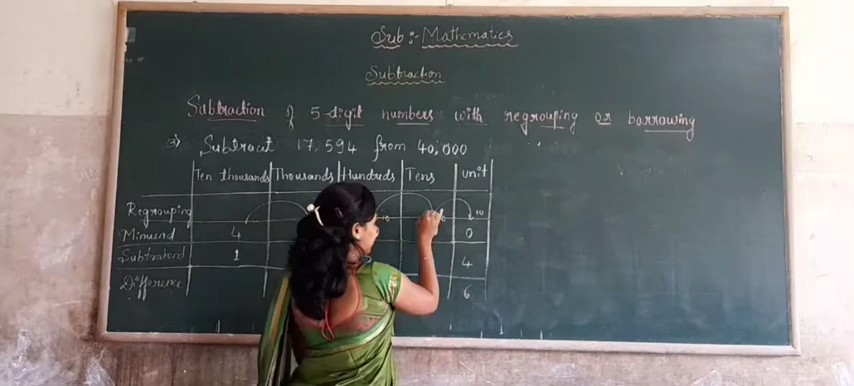 Sub :- Mathematics
Subtraction
Subtraction of 5-digit numbers with regrouping or borrowing
Subtract 17,594 from 40,000
Ten thousands Thousands Hundreds Tens unit
Regrouping 10 10
Minuend 4 0
Subtrahend 1 4
Difference 6